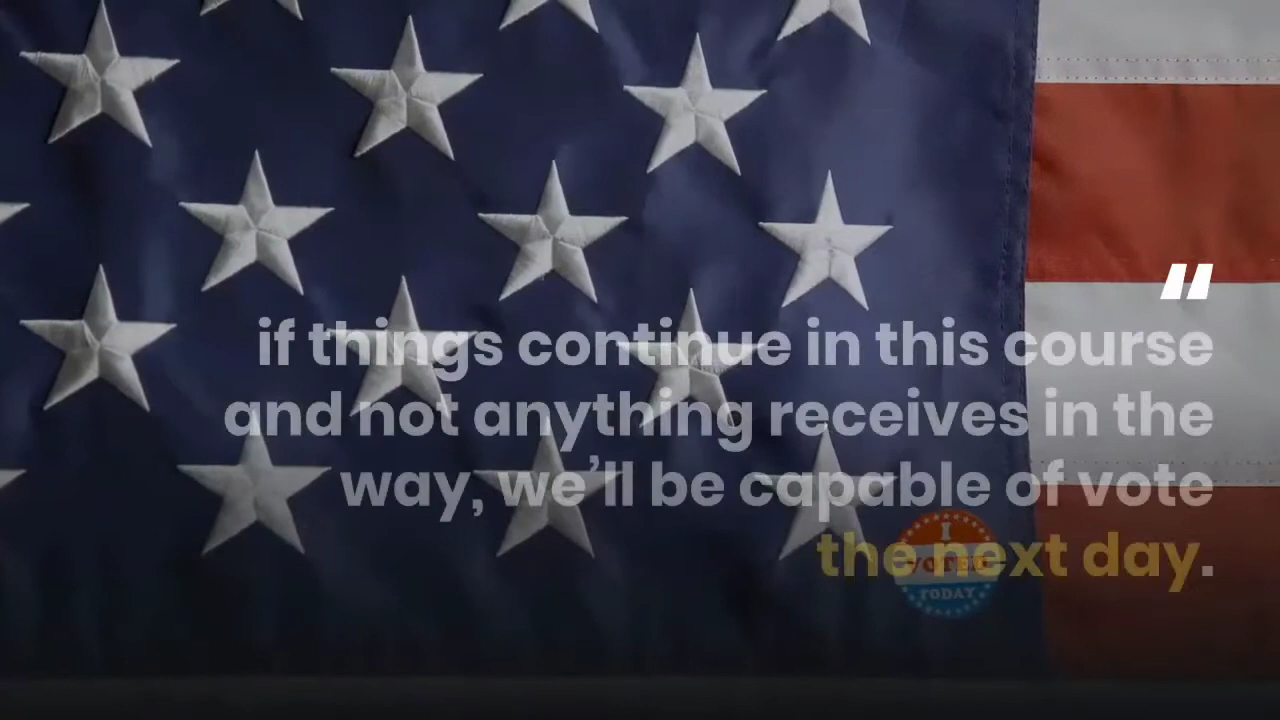 “
if things continue in this course
and not anything receives in the
way, we’ll be capable of vote
the next day.
I
VOTED
TODAY